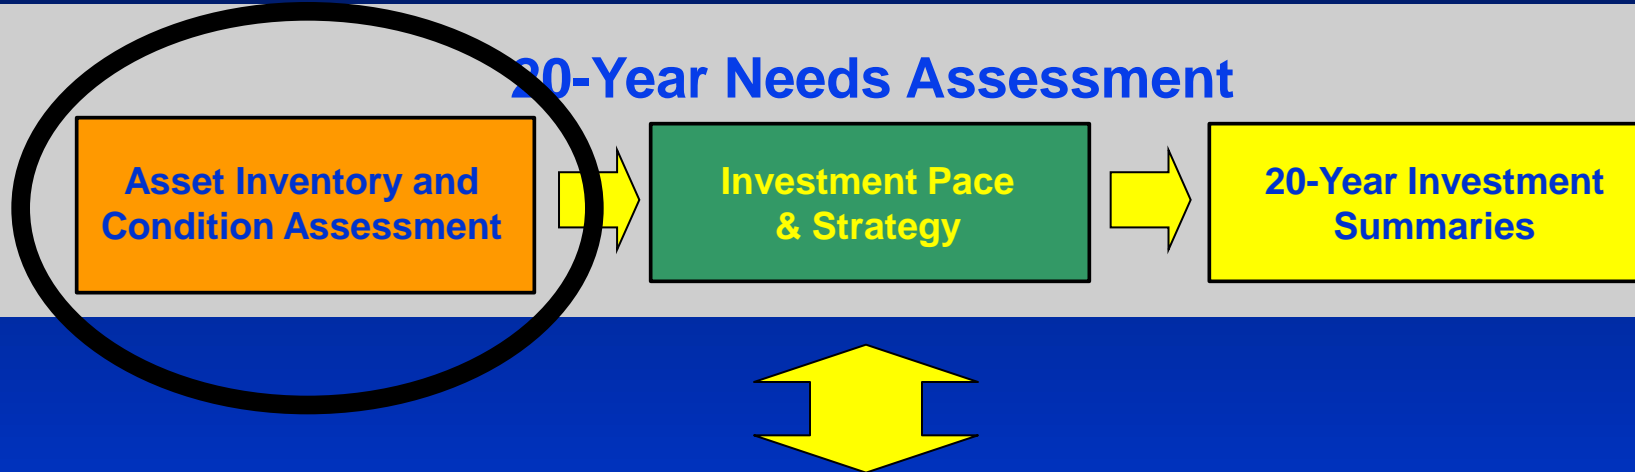 20-Year Needs Assessment
Asset Inventory and
Condition Assessment
Investment Pace
& Strategy
20-Year Investment
Summaries